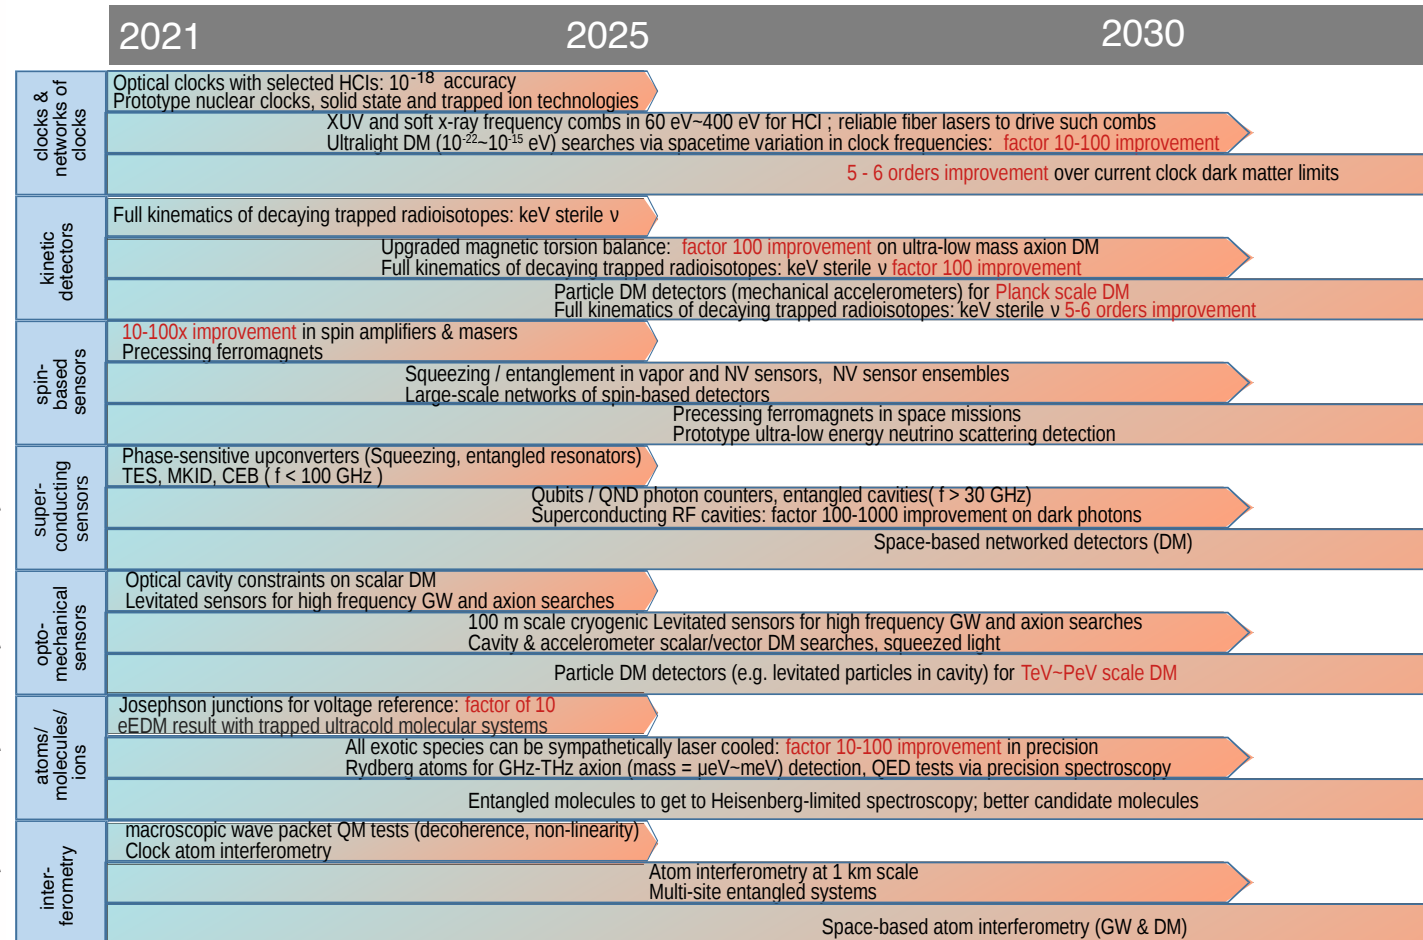 2021 2025 2030
clocks &
networks of
clocks
Optical clocks with selected HCIs: 10⁻¹⁸ accuracy
Prototype nuclear clocks, solid state and trapped ion technologies
XUV and soft x-ray frequency combs in 60 eV~400 eV for HCI ; reliable fiber lasers to drive such combs
Ultralight DM (10⁻²²~10⁻¹⁵ eV) searches via spacetime variation in clock frequencies: factor 10-100 improvement
5 - 6 orders improvement over current clock dark matter limits
kinetic
detectors
Full kinematics of decaying trapped radioisotopes: keV sterile ν
Upgraded magnetic torsion balance: factor 100 improvement on ultra-low mass axion DM
Full kinematics of decaying trapped radioisotopes: keV sterile ν factor 100 improvement
Particle DM detectors (mechanical accelerometers) for Planck scale DM
Full kinematics of decaying trapped radioisotopes: keV sterile ν 5-6 orders improvement
spin-
based
sensors
10-100x improvement in spin amplifiers & masers
Precessing ferromagnets
Squeezing / entanglement in vapor and NV sensors, NV sensor ensembles
Large-scale networks of spin-based detectors
Precessing ferromagnets in space missions
Prototype ultra-low energy neutrino scattering detection
super-
conducting
sensors
Phase-sensitive upconverters (Squeezing, entangled resonators)
TES, MKID, CEB ( f < 100 GHz )
Qubits / QND photon counters, entangled cavities( f > 30 GHz)
Superconducting RF cavities: factor 100-1000 improvement on dark photons
Space-based networked detectors (DM)
opto-
mechanical
sensors
Optical cavity constraints on scalar DM
Levitated sensors for high frequency GW and axion searches
100 m scale cryogenic Levitated sensors for high frequency GW and axion searches
Cavity & accelerometer scalar/vector DM searches, squeezed light
Particle DM detectors (e.g. levitated particles in cavity) for TeV~PeV scale DM
atoms/
molecules/
ions
Josephson junctions for voltage reference: factor of 10
eEDM result with trapped ultracold molecular systems
All exotic species can be sympathetically laser cooled: factor 10-100 improvement in precision
Rydberg atoms for GHz-THz axion (mass = μeV~meV) detection, QED tests via precision spectroscopy
Entangled molecules to get to Heisenberg-limited spectroscopy; better candidate molecules
inter-
ferometry
macroscopic wave packet QM tests (decoherence, non-linearity)
Clock atom interferometry
Atom interferometry at 1 km scale
Multi-site entangled systems
Space-based atom interferometry (GW & DM)